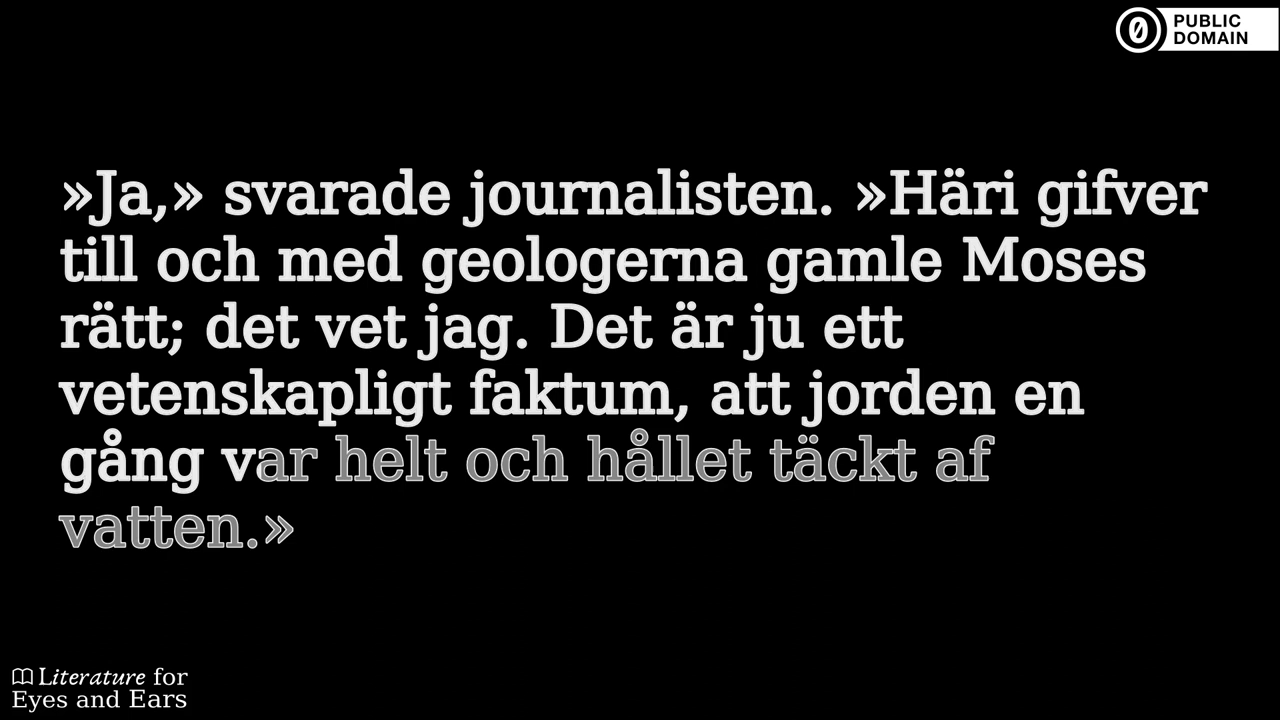 PUBLIC
DOMAIN
»Ja,» svarade journalisten. »Häri gifver
till och med geologerna gamle Moses
rätt; det vet jag. Det är ju ett
vetenskapligt faktum, att jorden en
gång var helt och hållet täckt af
vatten.»
Literature for
Eyes and Ears